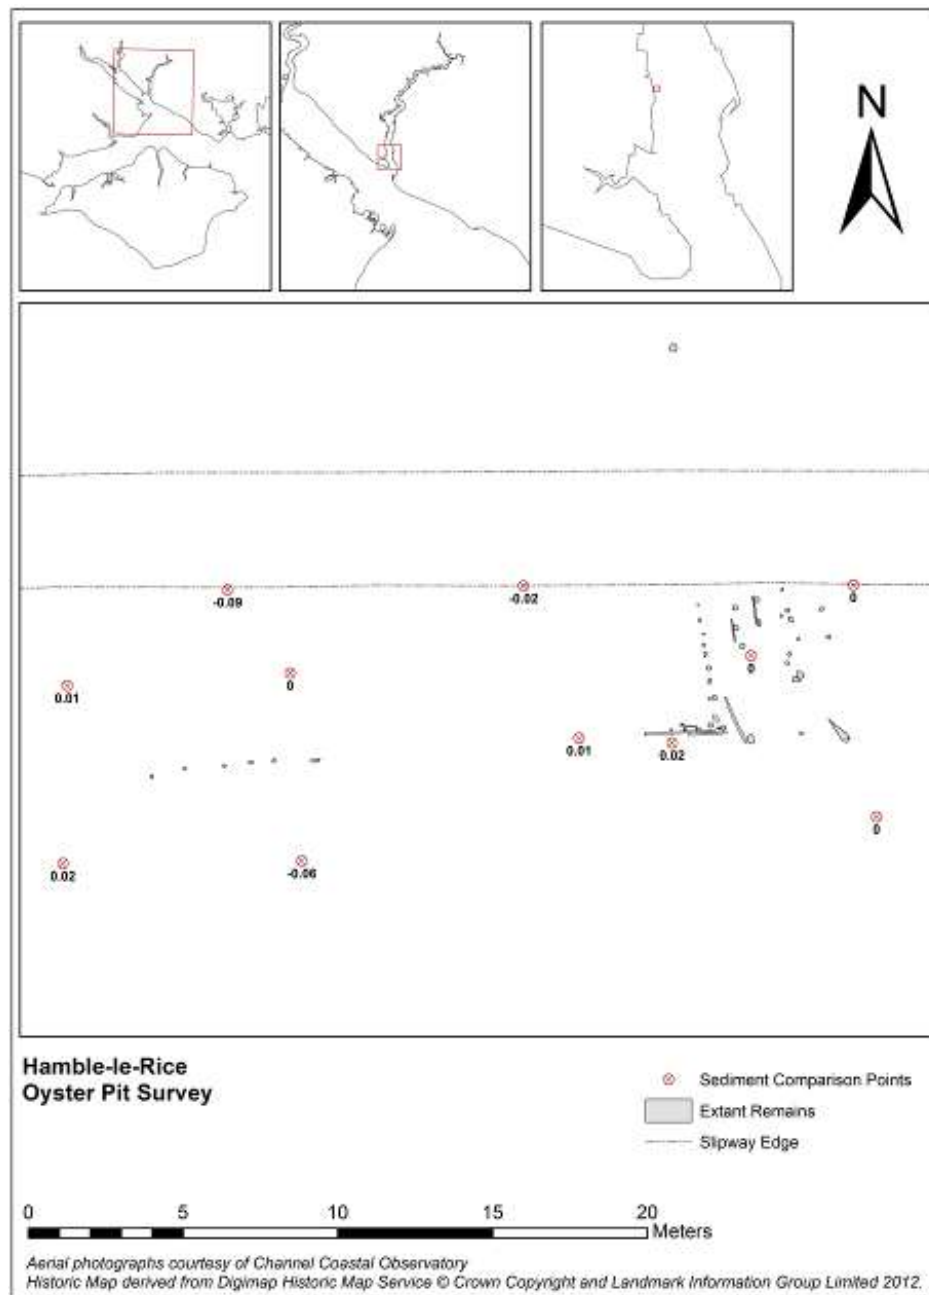 N
-0.09
-0.02
0
0
0
0.01
0.01
0.02
0
0.02
-0.06
Hamble-le-Rice
Oyster Pit Survey
Sediment Comparison Points
Extant Remains
Slipway Edge
0 5 10 15 20
Meters
Aerial photographs courtesy of Channel Coastal Observatory
Historic Map derived from Digimap Historic Map Service © Crown Copyright and Landmark Information Group Limited 2012.